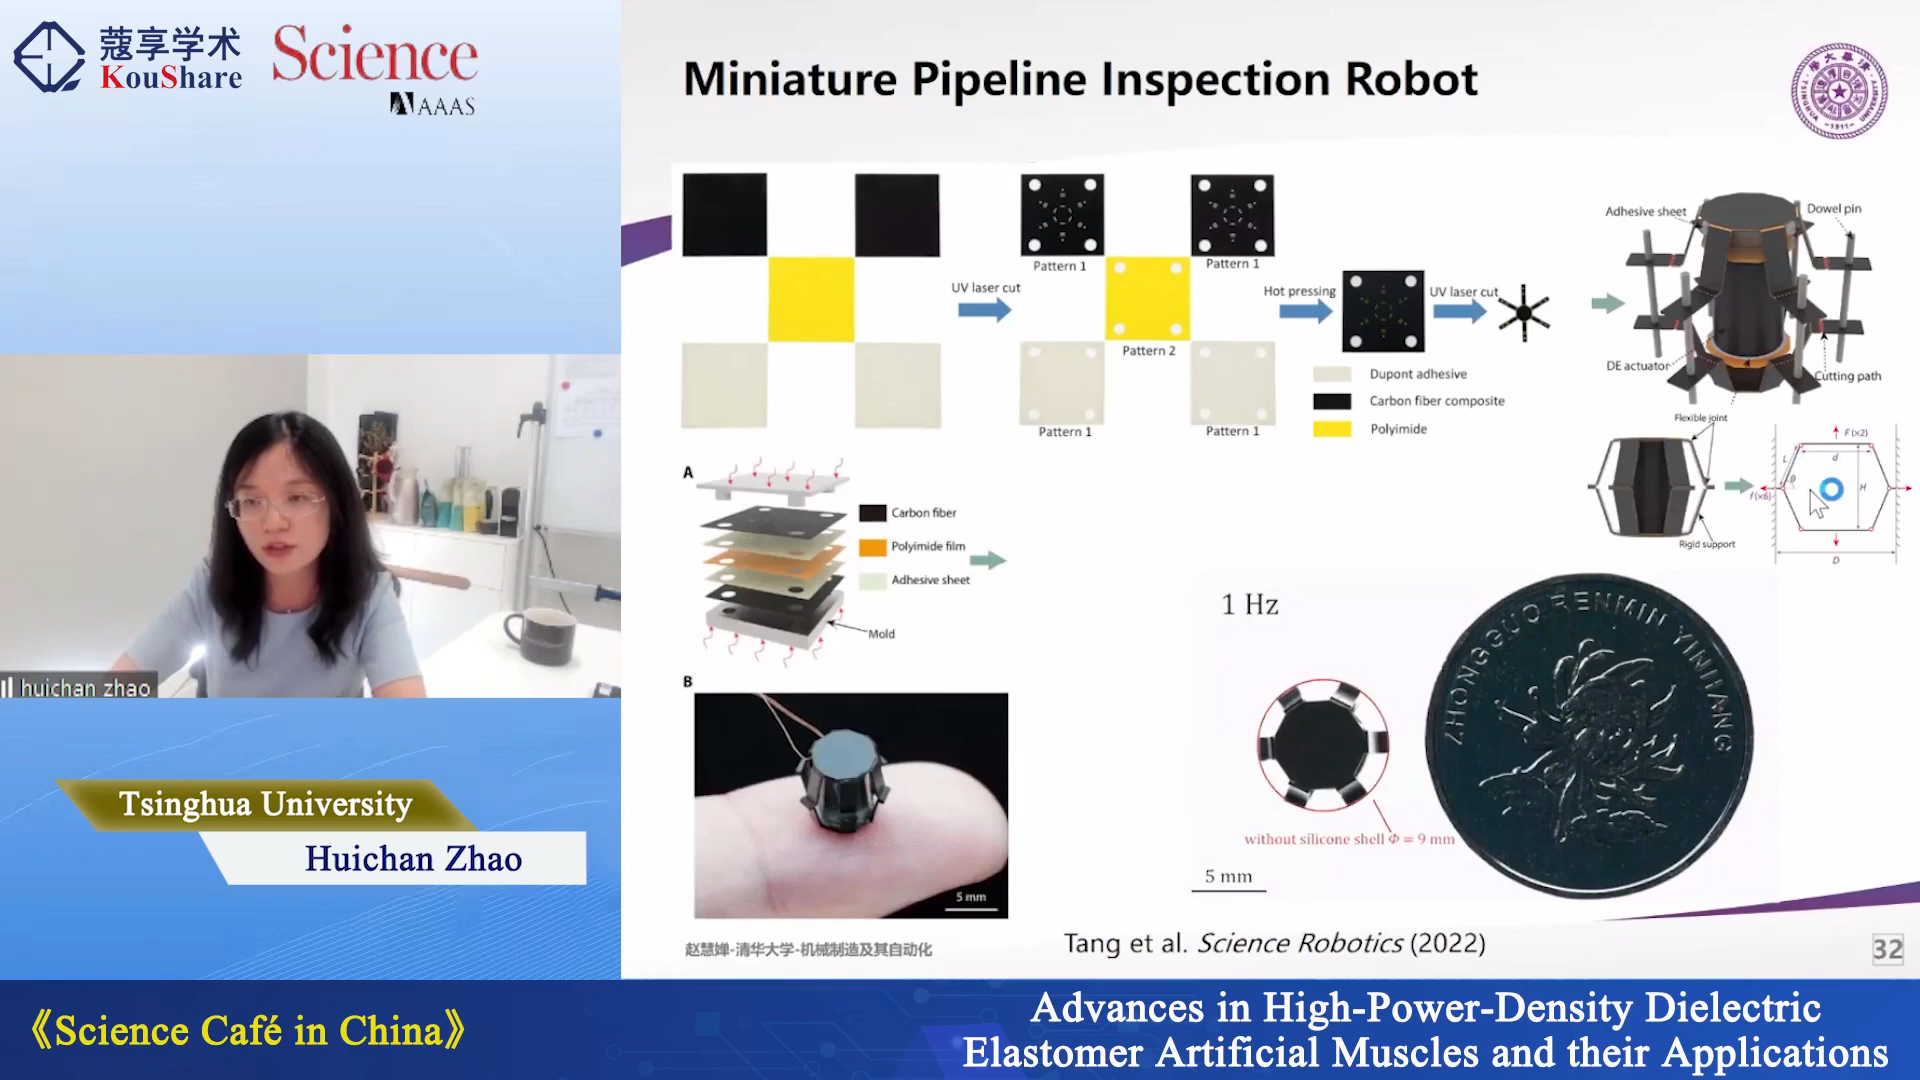 蔻享学术
KouShare
Science
AAAS
huichan zhao
Tsinghua University
Huichan Zhao
Miniature Pipeline Inspection Robot
UV laser cut
Pattern 1
Pattern 1
Pattern 2
Pattern 1
Pattern 1
Hot pressing
UV laser cut
Dupont adhesive
Carbon fiber composite
Polyimide
Adhesive sheet
Dowel pin
DE actuator
Cutting path
Flexible joint
Rigid support
F (×2)
d
L
θ
H
f(×6)
D
A
Carbon fiber
Polyimide film
Adhesive sheet
Mold
B
5 mm
1 Hz
without silicone shell Φ = 9 mm
5 mm
ZHONGGUO RENMIN YINHANG
赵慧婵-清华大学-机械制造及其自动化
Tang et al. Science Robotics (2022)
32
《Science Café in China》
Advances in High-Power-Density Dielectric
Elastomer Artificial Muscles and their Applications